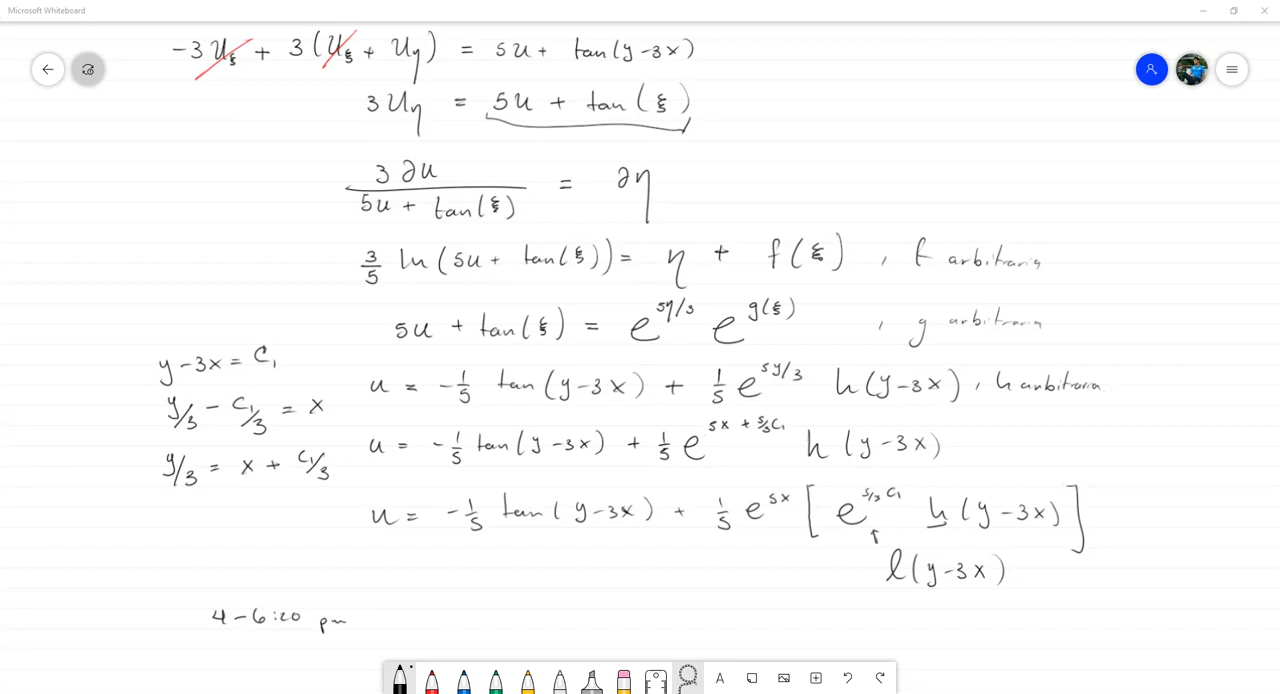 Microsoft Whiteboard
-3 u_ξ + 3 (u_ξ + u_η) = 5u + tan(y-3x)
3 u_η = 5u + tan(ξ)
3 ∂u / 5u + tan(ξ) = ∂η
3/5 ln(5u + tan(ξ)) = η + f(ξ) , f arbitraria
5u + tan(ξ) = e^{5η/3} e^{g(ξ)} , g arbitraria
y-3x = C₁
u = -1/5 tan(y-3x) + 1/5 e^{5y/3} h(y-3x) , h arbitraria
y/3 - C₁/3 = x
u = -1/5 tan(y-3x) + 1/5 e^{5x + 5/3 C₁} h(y-3x)
y/3 = x + C₁/3
u = -1/5 tan(y-3x) + 1/5 e^{5x} [ e^{5/3 C₁} h(y-3x) ]
↑
l(y-3x)
4-6:20 pm
A